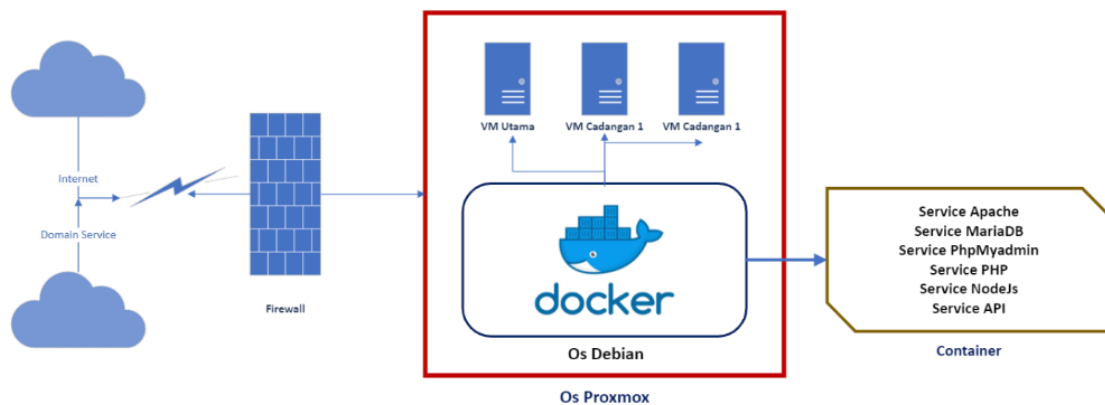 Internet
Domain Service
Firewall
VM Utama
VM Cadangan 1
VM Cadangan 1
docker
Os Debian
Os Proxmox
Service Apache
Service MariaDB
Service PhpMyadmin
Service PHP
Service NodeJs
Service API
Container